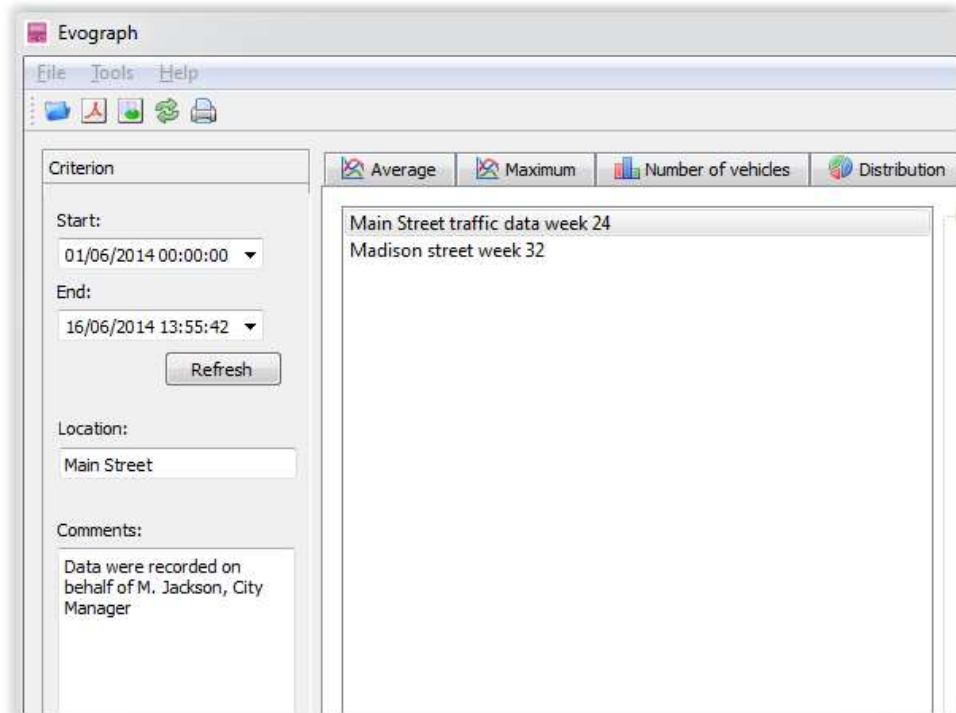 Evograph
File Tools Help
Criterion
Average Maximum Number of vehicles Distribution
Start:
01/06/2014 00:00:00
End:
16/06/2014 13:55:42
Refresh
Location:
Main Street
Comments:
Data were recorded on
behalf of M. Jackson, City
Manager
Main Street traffic data week 24
Madison street week 32